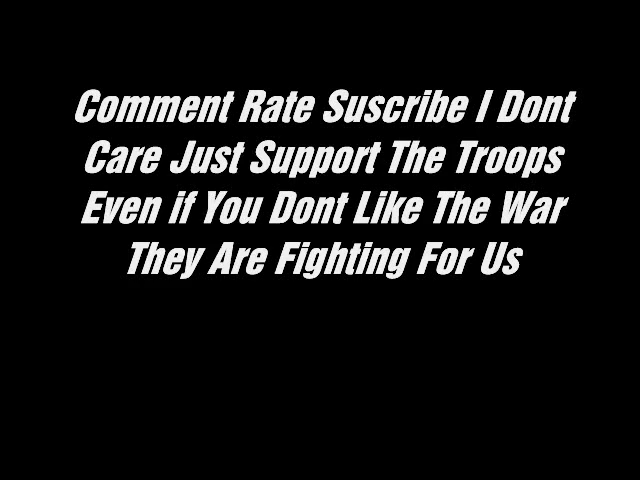 Comment Rate Suscribe I Dont
Care Just Support The Troops
Even if You Dont Like The War
They Are Fighting For Us